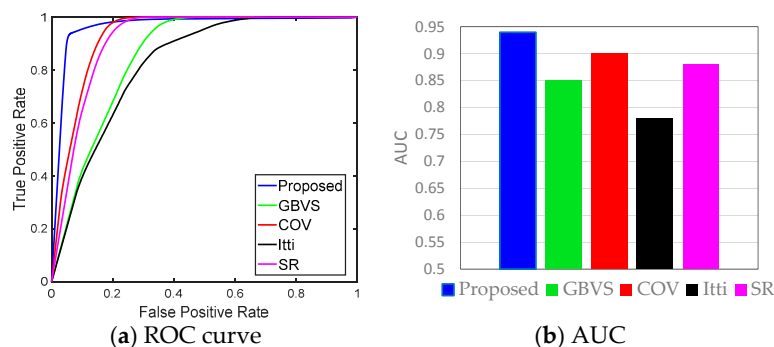 1
0.8
0.6
0.4
0.2
0
0 0.2 0.4 0.6 0.8 1
True Positive Rate
False Positive Rate
Proposed
GBVS
COV
Itti
SR
(a) ROC curve
0.95
0.9
0.85
0.8
0.75
0.7
0.65
0.6
0.55
0.5
AUC
Proposed GBVS COV Itti SR
(b) AUC